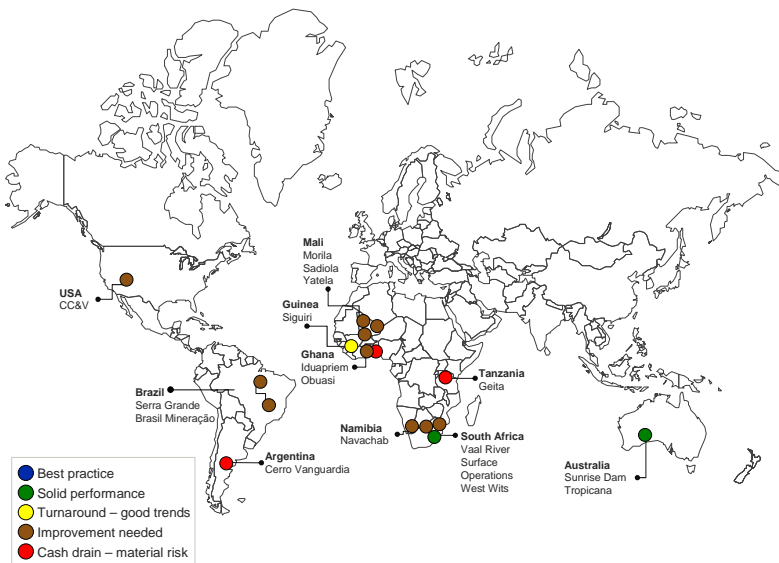 Mali
Morila
Sadiola
Yatela
USA
CC&V
Guinea
Siguiri
Ghana
Iduapriem
Obuasi
Tanzania
Geita
Brazil
Serra Grande
Brasil Mineração
Namibia
Navachab
South Africa
Vaal River
Surface
Operations
West Wits
Argentina
Cerro Vanguardia
Australia
Sunrise Dam
Tropicana
Best practice
Solid performance
Turnaround – good trends
Improvement needed
Cash drain – material risk